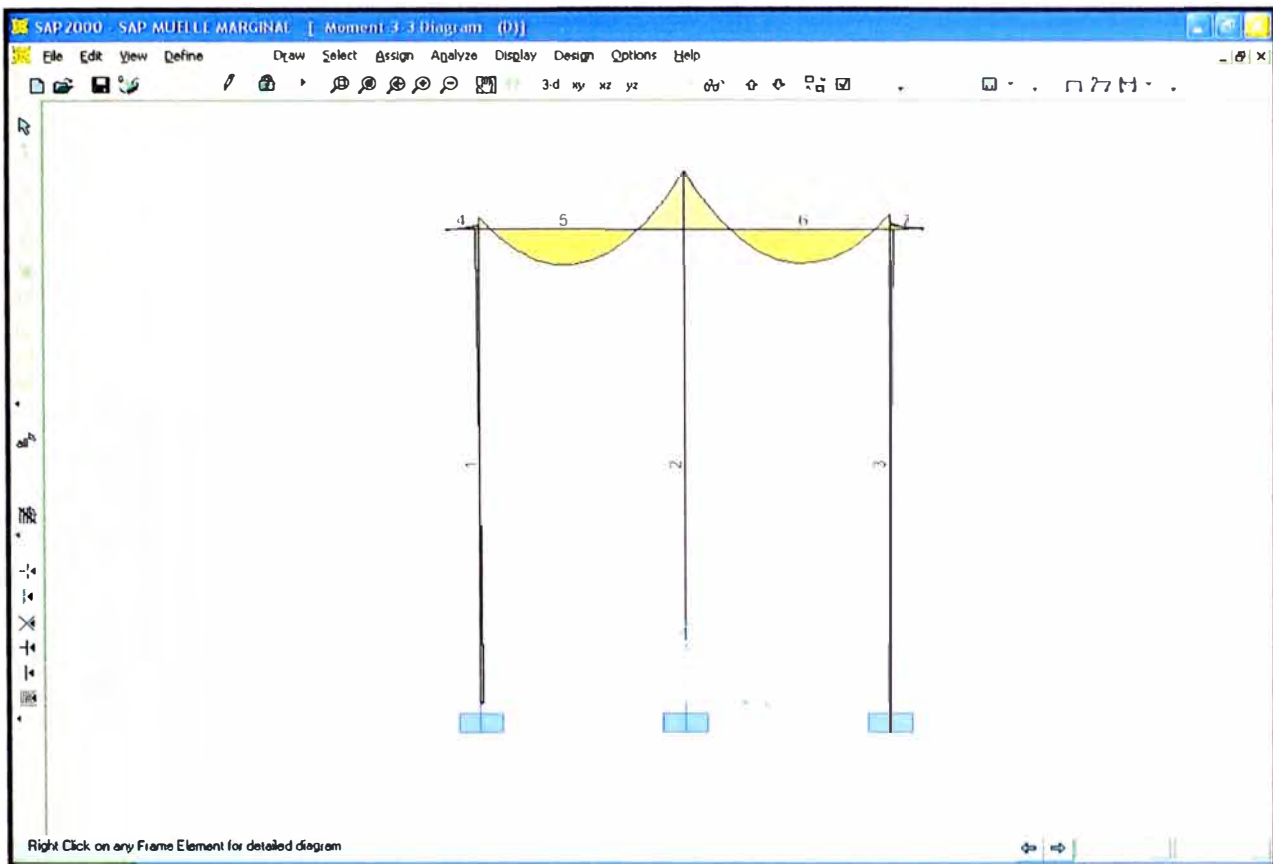 SAP2000 - SAP MUELLE MARGINAL [ Moment 3-3 Diagram (D)]
File Edit View Define Draw Select Assign Analyze Display Design Options Help
3-d xy xz yz
all
4 5 6 7
1 2 3
Right Click on any Frame Element for detailed diagram